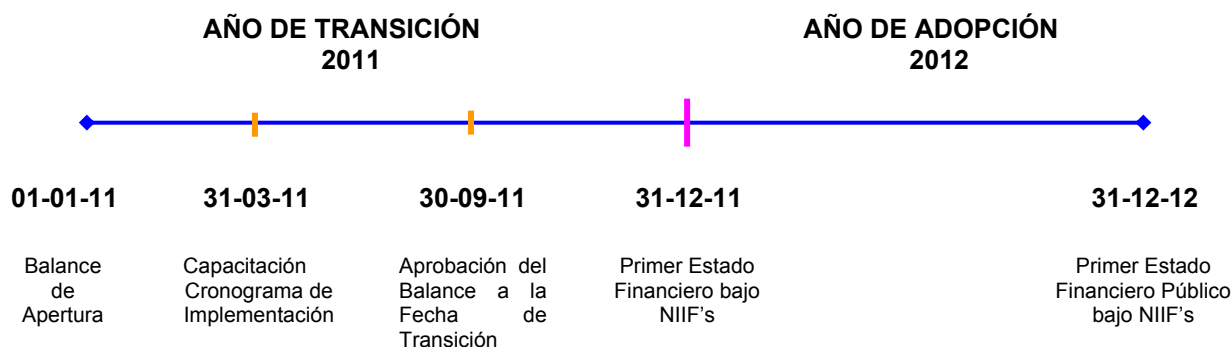 AÑO DE TRANSICIÓN
2011
AÑO DE ADOPCIÓN
2012
01-01-11
31-03-11
30-09-11
31-12-11
31-12-12
Balance
de
Apertura
Capacitación
Cronograma de
Implementación
Aprobación del
Balance a la
Fecha de
Transición
Primer Estado
Financiero bajo
NIIF's
Primer Estado
Financiero Público
bajo NIIF's